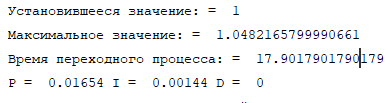 Установившееся значение: =  1
Максимальное значение: =  1.0482165799990661
Время переходного процесса: =  17.9017901790179
P =  0.01654 I =  0.00144 D =  0